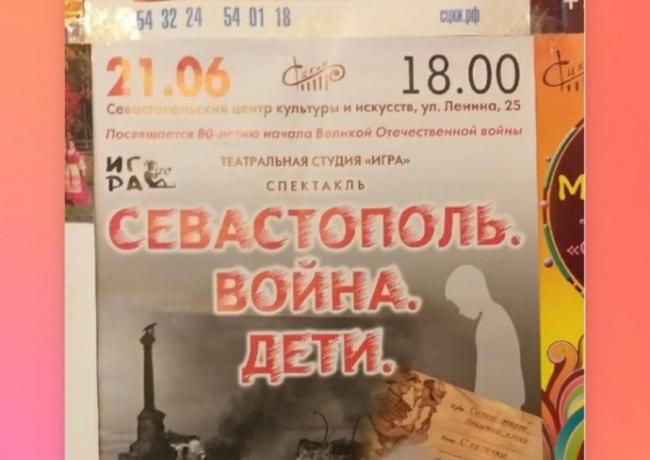 54 32 24 54 01 18
сцки.рф
21.06
18.00
Севастопольский центр культуры и искусств, ул. Ленина, 25
Посвящается 80-летию начала Великой Отечественной войны
ИГРА
ТЕАТРАЛЬНАЯ СТУДИЯ «ИГРА»
СПЕКТАКЛЬ
СЕВАСТОПОЛЬ.
ВОЙНА.
ДЕТИ.
Куда